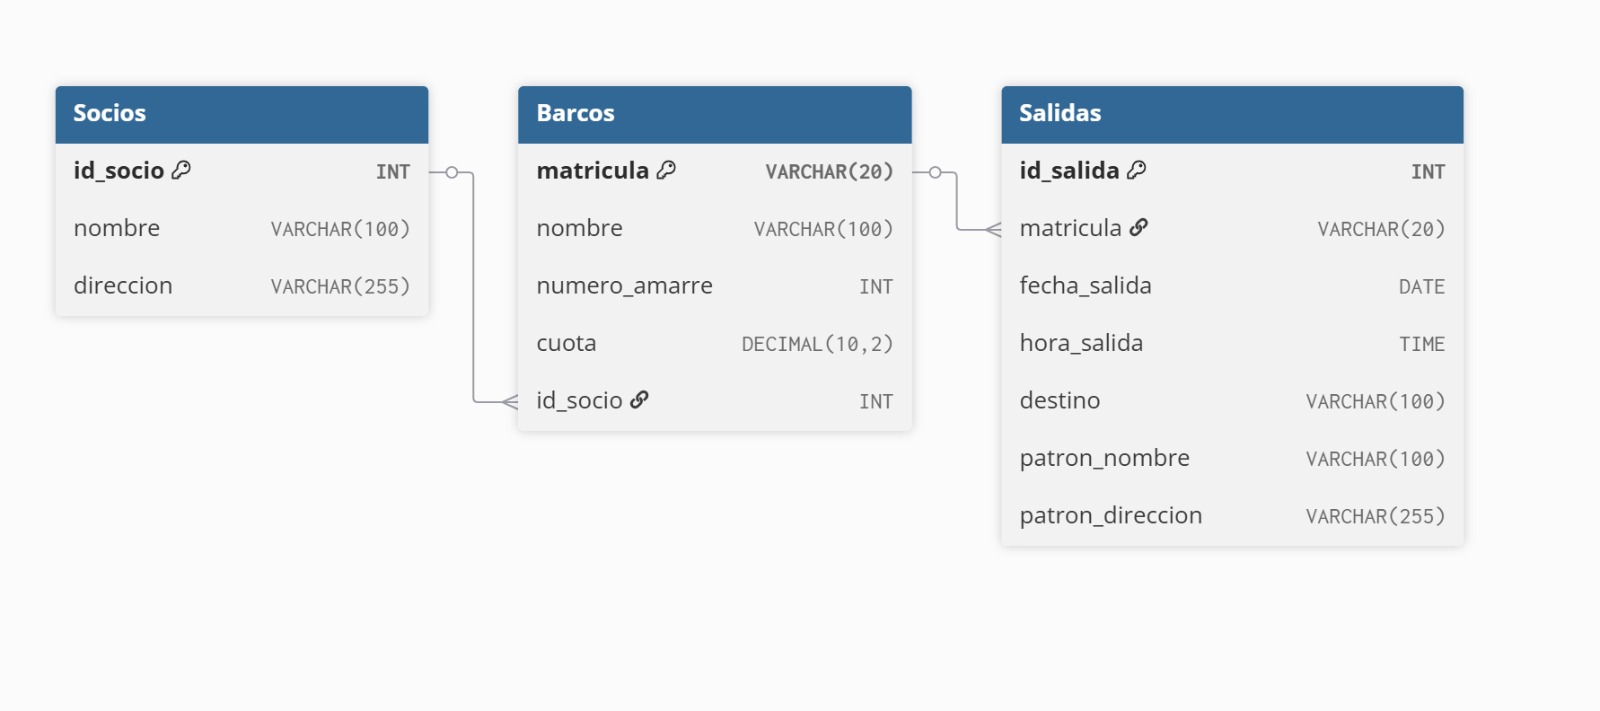 Socios
id_socio INT
nombre VARCHAR(100)
direccion VARCHAR(255)
Barcos
matricula VARCHAR(20)
nombre VARCHAR(100)
numero_amarre INT
cuota DECIMAL(10,2)
id_socio INT
Salidas
id_salida INT
matricula VARCHAR(20)
fecha_salida DATE
hora_salida TIME
destino VARCHAR(100)
patron_nombre VARCHAR(100)
patron_direccion VARCHAR(255)